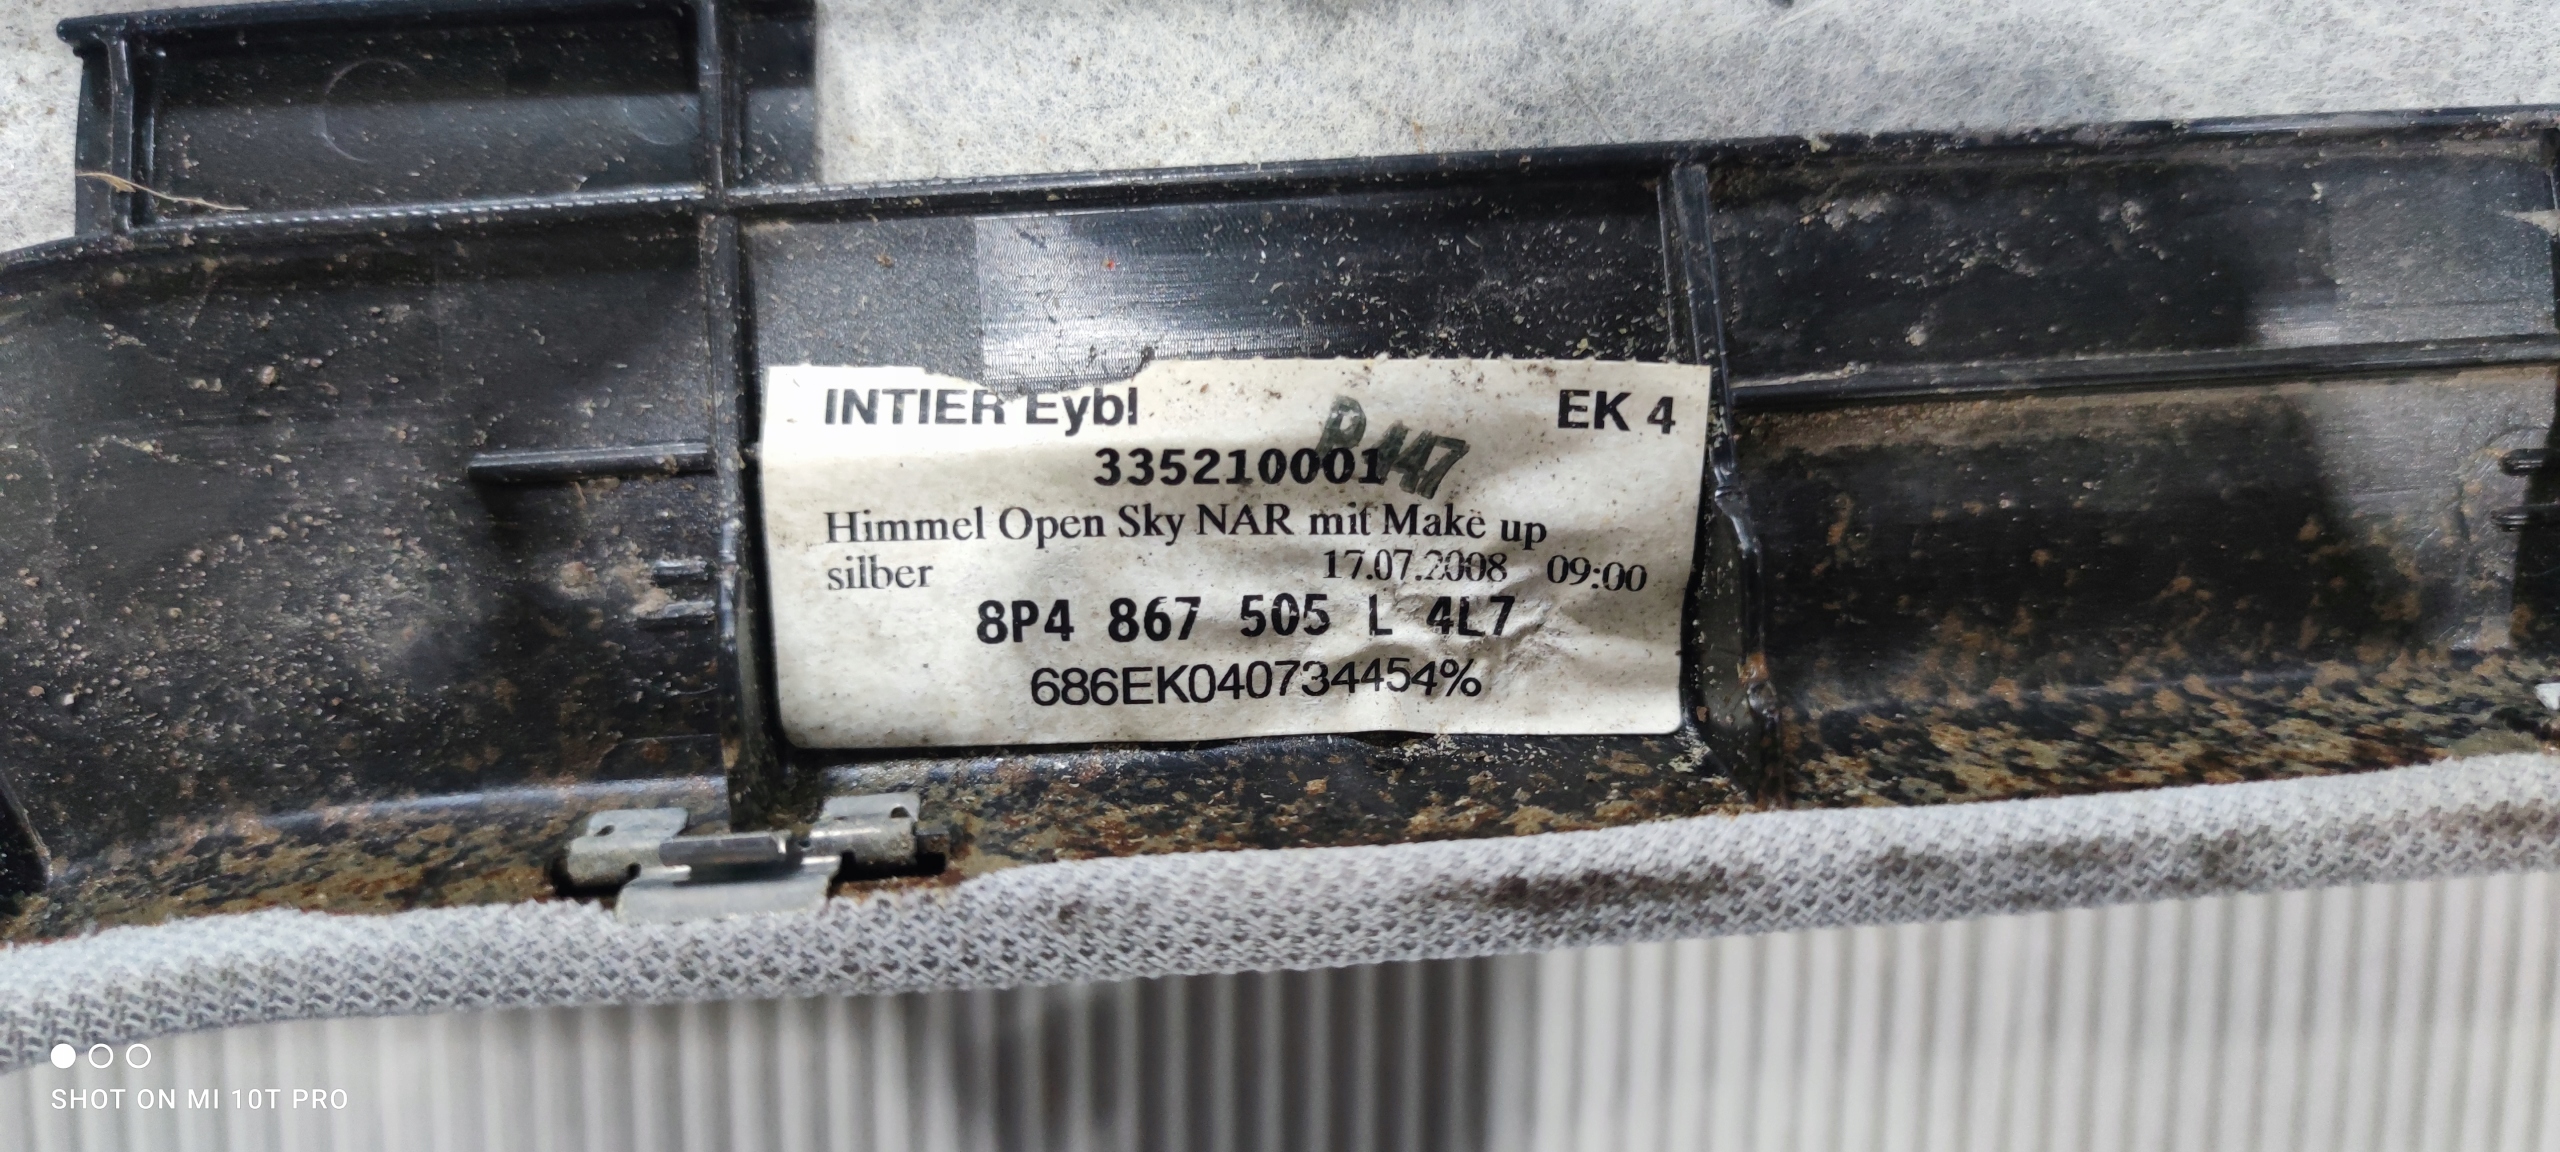 INTIER Eybl EK 4
335210001
Himmel Open Sky NAR mit Make up
silber 17.07.2008 09:00
8P4 867 505 L 4L7
686EK040734454%
SHOT ON MI 10T PRO